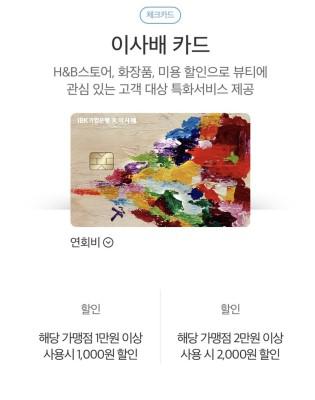 체크카드
이사배 카드
H&B스토어, 화장품, 미용 할인으로 뷰티에
관심 있는 고객 대상 특화서비스 제공
IBK기업은행 X 이사배
연회비
할인
해당 가맹점 1만원 이상
사용시 1,000원 할인
할인
해당 가맹점 2만원 이상
사용 시 2,000원 할인